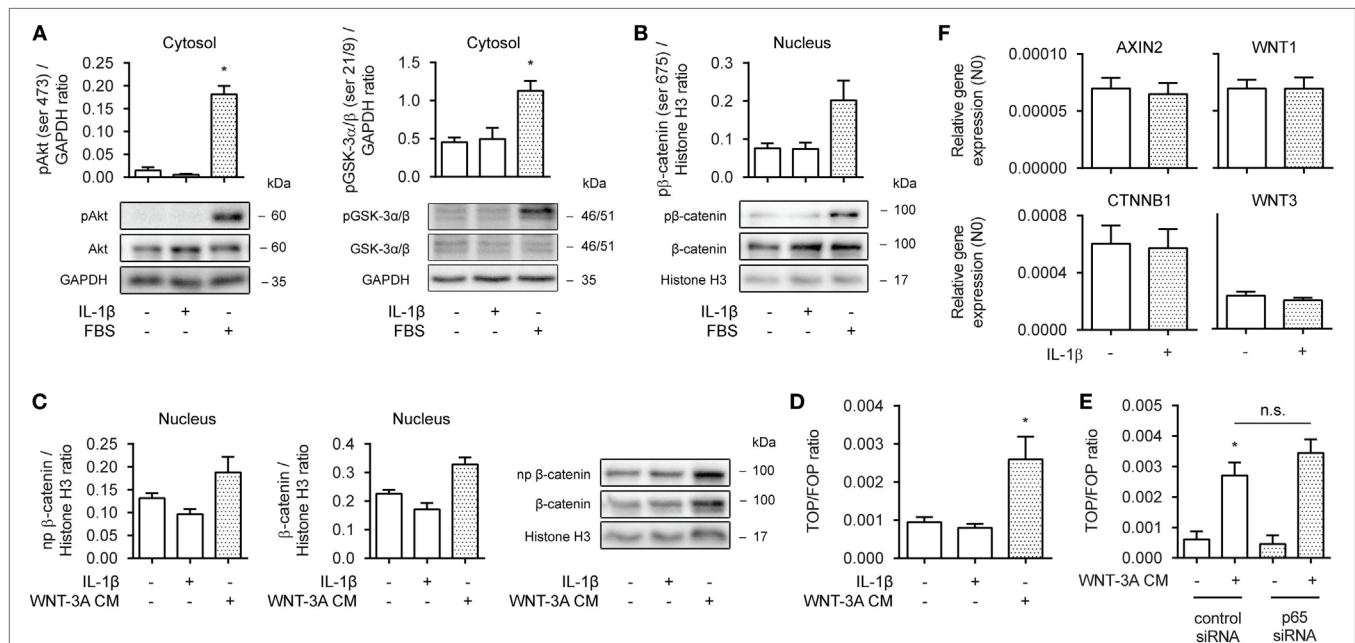 A
Cytosol
pAkt (ser 473) /
GAPDH ratio
0.20
0.15
0.10
0.05
0.00
*
kDa
pAkt
– 60
Akt
– 60
GAPDH
– 35
IL-1β - + -
FBS - - +
Cytosol
pGSK-3α/β (ser 21/9) /
GAPDH ratio
1.5
1.0
0.5
0.0
*
kDa
pGSK-3α/β
– 46/51
GSK-3α/β
– 46/51
GAPDH
– 35
- + -
- - +
B
Nucleus
pβ-catenin (ser 675) /
Histone H3 ratio
0.3
0.2
0.1
0.0
kDa
pβ-catenin
– 100
β-catenin
– 100
Histone H3
– 17
IL-1β - + -
FBS - - +
F
AXIN2
WNT1
Relative gene
expression (N0)
0.00010
0.00005
0.00000
CTNNB1
WNT3
Relative gene
expression (N0)
0.0008
0.0004
0.0000
IL-1β - + - +
C
Nucleus
np β-catenin /
Histone H3 ratio
0.25
0.20
0.15
0.10
0.05
0.00
IL-1β - + -
WNT-3A CM - - +
Nucleus
β-catenin /
Histone H3 ratio
0.4
0.3
0.2
0.1
0.0
IL-1β - + -
WNT-3A CM - - +
kDa
np β-catenin
– 100
β-catenin
– 100
Histone H3
– 17
IL-1β - + -
WNT-3A CM - - +
D
TOP/FOP ratio
0.004
0.003
0.002
0.001
0.000
*
IL-1β - + -
WNT-3A CM - - +
E
TOP/FOP ratio
0.005
0.004
0.003
0.002
0.001
0.000
n.s.
*
WNT-3A CM - + - +
control
siRNA
p65
siRNA